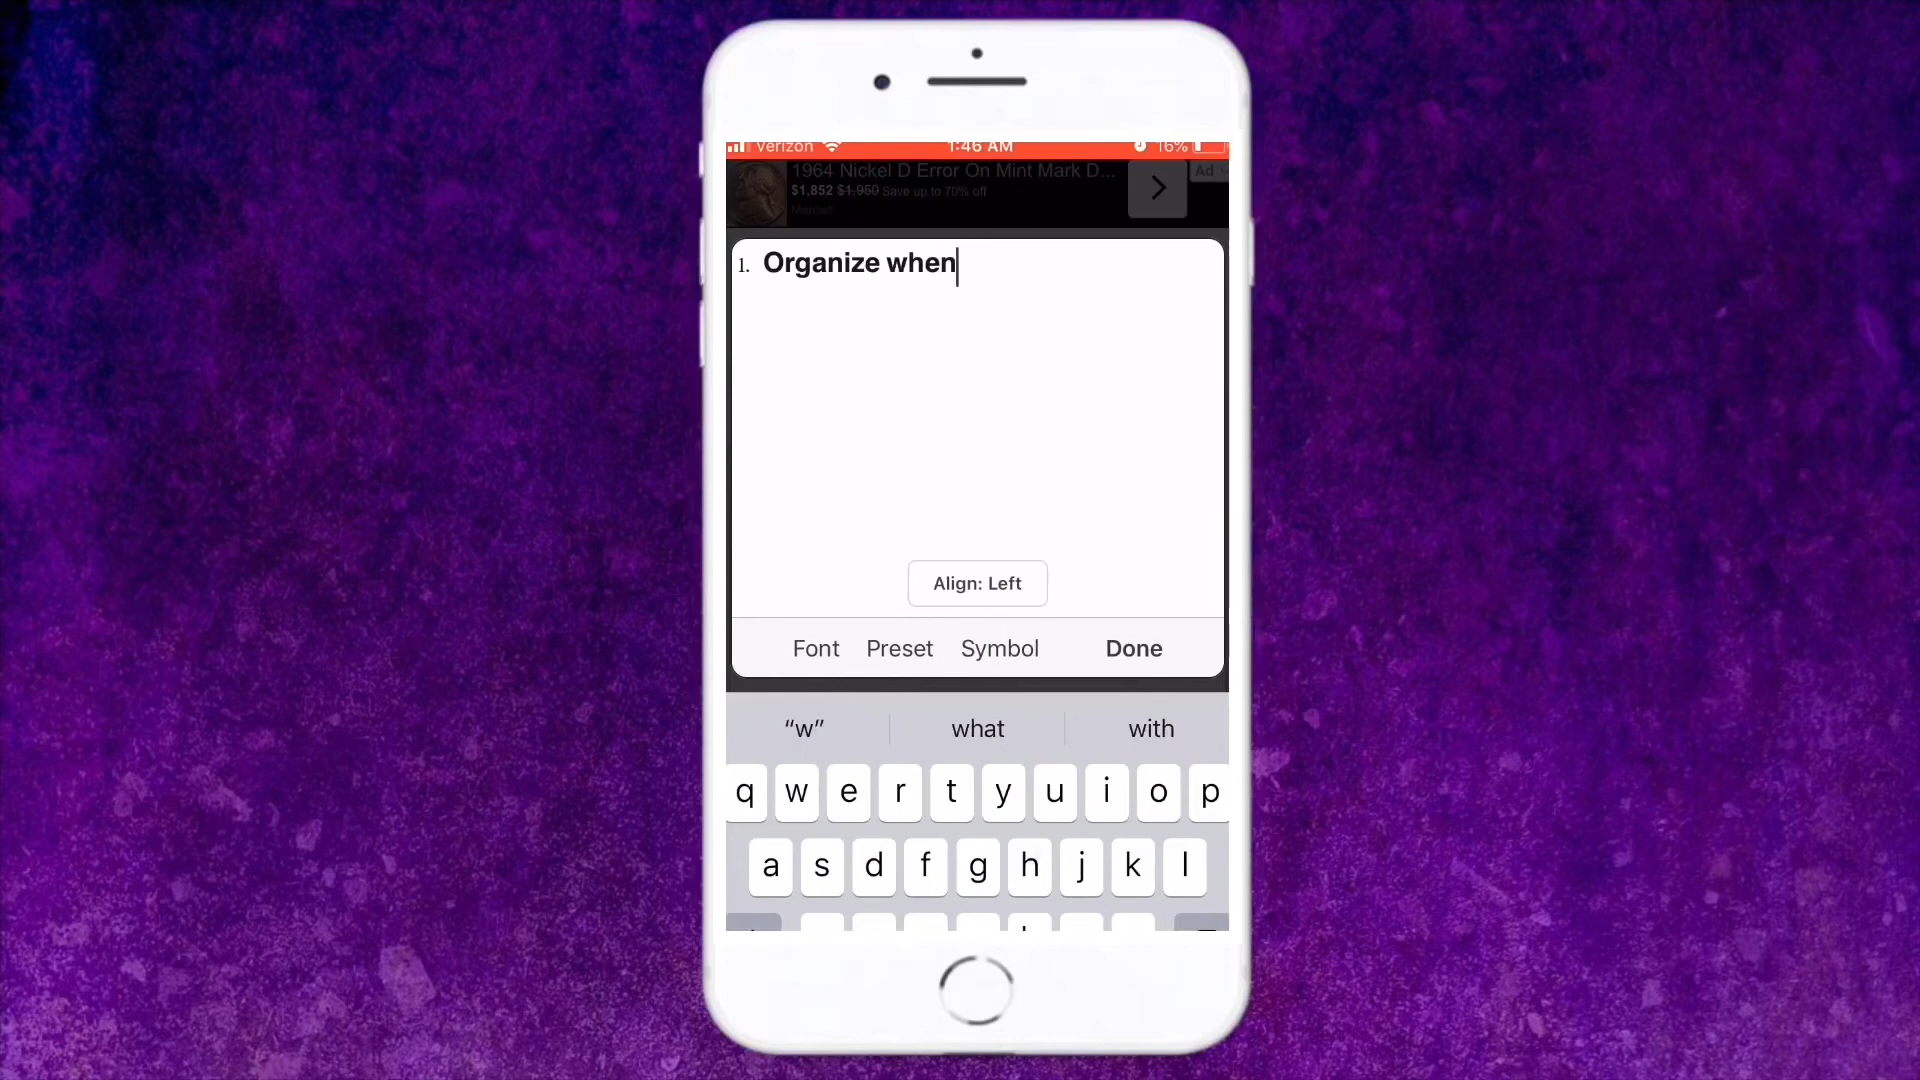 Verizon 1:46 AM 16%
1964 Nickel D Error On Mint Mark D...
Ad
$1,852 $1,950 Save up to 70% off
Mercari
1. Organize when
Align: Left
Font Preset Symbol Done
“w” what with
q w e r t y u i o p
a s d f g h j k l